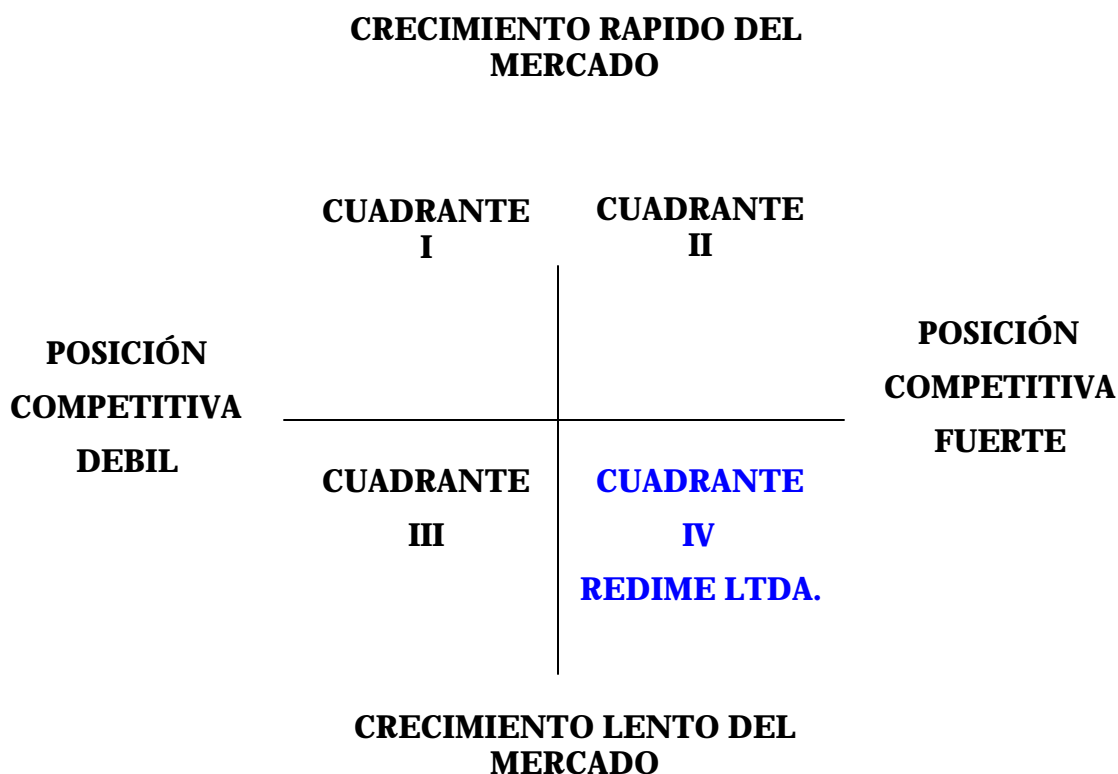 CRECIMIENTO RAPIDO DEL
MERCADO
CUADRANTE
I
CUADRANTE
II
POSICIÓN
COMPETITIVA
DEBIL
POSICIÓN
COMPETITIVA
FUERTE
CUADRANTE
III
CUADRANTE
IV
REDIME LTDA.
CRECIMIENTO LENTO DEL
MERCADO